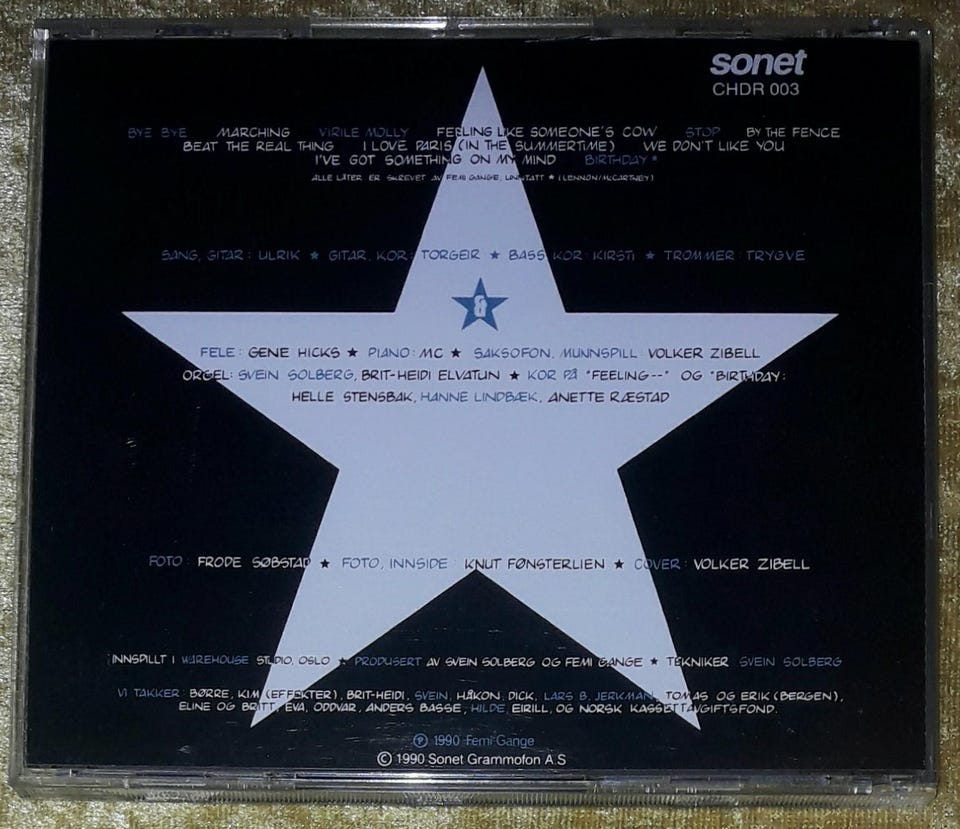 sonet
CHDR 003
BYE BYE MARCHING VIRILE MOLLY FEELING LIKE SOMEONE'S COW STOP BY THE FENCE
BEAT THE REAL THING I LOVE PARIS (IN THE SUMMERTIME) WE DON'T LIKE YOU
I'VE GOT SOMETHING ON MY MIND BIRTHDAY*
ALLE LÅTER ER SKREVET AV FEMI GANGE, UNNTATT * (LENNON/McCARTNEY)
SANG, GITAR: ULRIK ★ GITAR, KOR: TORGEIR ★ BASS KOR: KIRSTI ★ TROMMER: TRYGVE
&
FELE: GENE HICKS ★ PIANO: MC ★ SAKSOFON, MUNNSPILL: VOLKER ZIBELL
ORGEL: SVEIN SOLBERG, BRIT-HEIDI ELVATUN ★ KOR PÅ "FEELING--" OG "BIRTHDAY:
HELLE STENSBAK, HANNE LINDBÆK, ANETTE RÆSTAD
FOTO: FRODE SØBSTAD ★ FOTO, INNSIDE: KNUT FØNSTERLIEN ★ COVER: VOLKER ZIBELL
INNSPILLT I WAREHOUSE STUDIO, OSLO ★ PRODUSERT AV SVEIN SOLBERG OG FEMI GANGE ★ TEKNIKER SVEIN SOLBERG
VI TAKKER: BØRRE, KIM (EFFEKTER), BRIT-HEIDI, SVEIN, HÅKON, DICK, LARS B. JERKMAN, TOMAS OG ERIK (BERGEN),
ELINE OG BRITT, EVA, ODDVAR, ANDERS BASSE, HILDE, EIRILL, OG NORSK KASSETTAVGIFTSFOND.
℗ 1990 Femi Gange
© 1990 Sonet Grammofon A.S